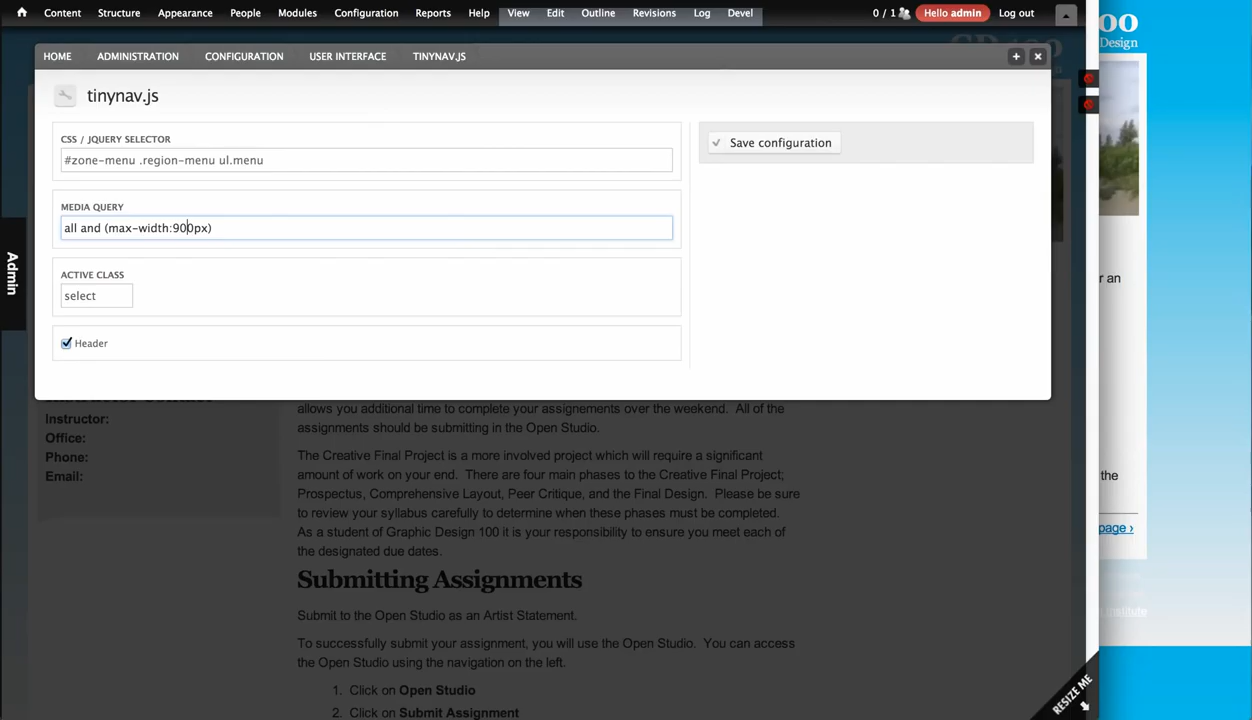 Content Structure Appearance People Modules Configuration Reports Help View Edit Outline Revisions Log Devel 0 / 1 Hello admin Log out
HOME ADMINISTRATION CONFIGURATION USER INTERFACE TINYNAV.JS
Design
tinynav.js
CSS / JQUERY SELECTOR
#zone-menu .region-menu ul.menu
Save configuration
MEDIA QUERY
all and (max-width:900px)
ACTIVE CLASS
select
Header
Admin
r an
Instructor:
Office:
Phone:
Email:
allows you additional time to complete your assignements over the weekend. All of the
assignments should be submitting in the Open Studio.
The Creative Final Project is a more involved project which will require a significant
amount of work on your end. There are four main phases to the Creative Final Project;
Prospectus, Comprehensive Layout, Peer Critique, and the Final Design. Please be sure
to review your syllabus carefully to determine when these phases must be completed.
As a student of Graphic Design 100 it is your responsibility to ensure you meet each of
the designated due dates.
the
page ›
Institute
Submitting Assignments
Submit to the Open Studio as an Artist Statement.
To successfully submit your assignment, you will use the Open Studio. You can access
the Open Studio using the navigation on the left.
1. Click on Open Studio
2. Click on Submit Assignment
RESIZE ME